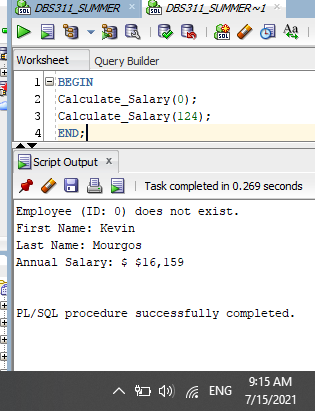 DBS311_SUMMER
DBS311_SUMMER~1
Worksheet
Query Builder
1 BEGIN
2 Calculate_Salary(0);
3 Calculate_Salary(124);
4 END;
Script Output x
Task completed in 0.269 seconds
Employee (ID: 0) does not exist.
First Name: Kevin
Last Name: Mourgos
Annual Salary: $ $16,159
PL/SQL procedure successfully completed.
ENG
9:15 AM
7/15/2021